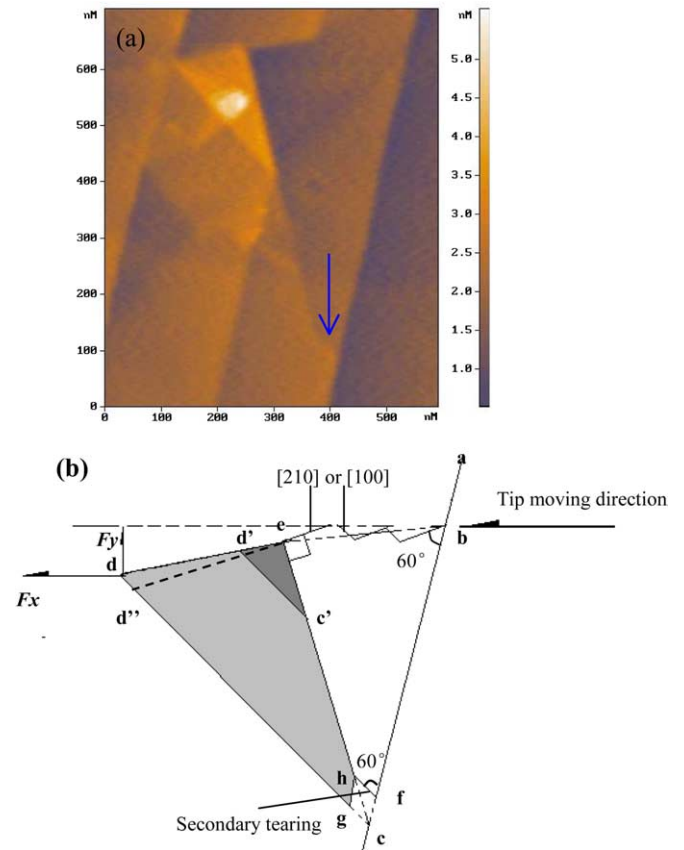 nM
(a)
600
500
400
300
200
100
0
0 100 200 300 400 500 nM
nM
5.0
4.5
4.0
3.5
3.0
2.5
2.0
1.5
1.0
(b)
a
[210] or [100]
Tip moving direction
Fy
d'
e
b
d
60°
Fx
d''
c'
60°
h
f
g
Secondary tearing
c